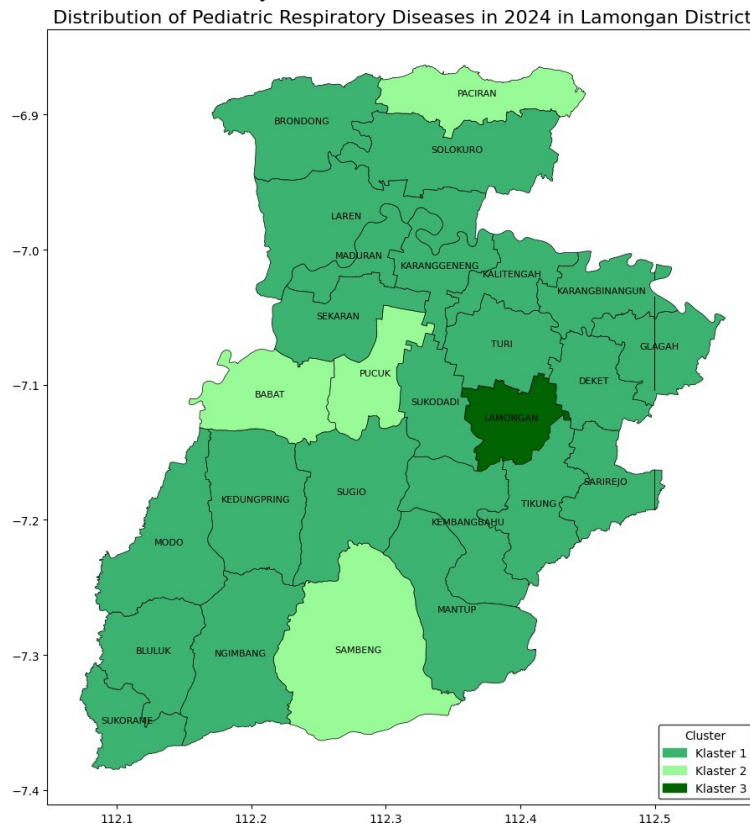 Distribution of Pediatric Respiratory Diseases in 2024 in Lamongan District
−6.9
−7.0
−7.1
−7.2
−7.3
−7.4
PACIRAN
BRONDONG
SOLOKURO
LAREN
MADURAN
KARANGGENENG
KALITENGAH
KARANGBINANGUN
SEKARAN
TURI
GLAGAH
PUCUK
DEKET
BABAT
SUKODADI
LAMONGAN
SARIREJO
SUGIO
KEDUNGPRING
TIKUNG
KEMBANGBAHU
MODO
MANTUP
BLULUK
NGIMBANG
SAMBENG
SUKORAME
Cluster
Klaster 1
Klaster 2
Klaster 3
112.1
112.2
112.3
112.4
112.5